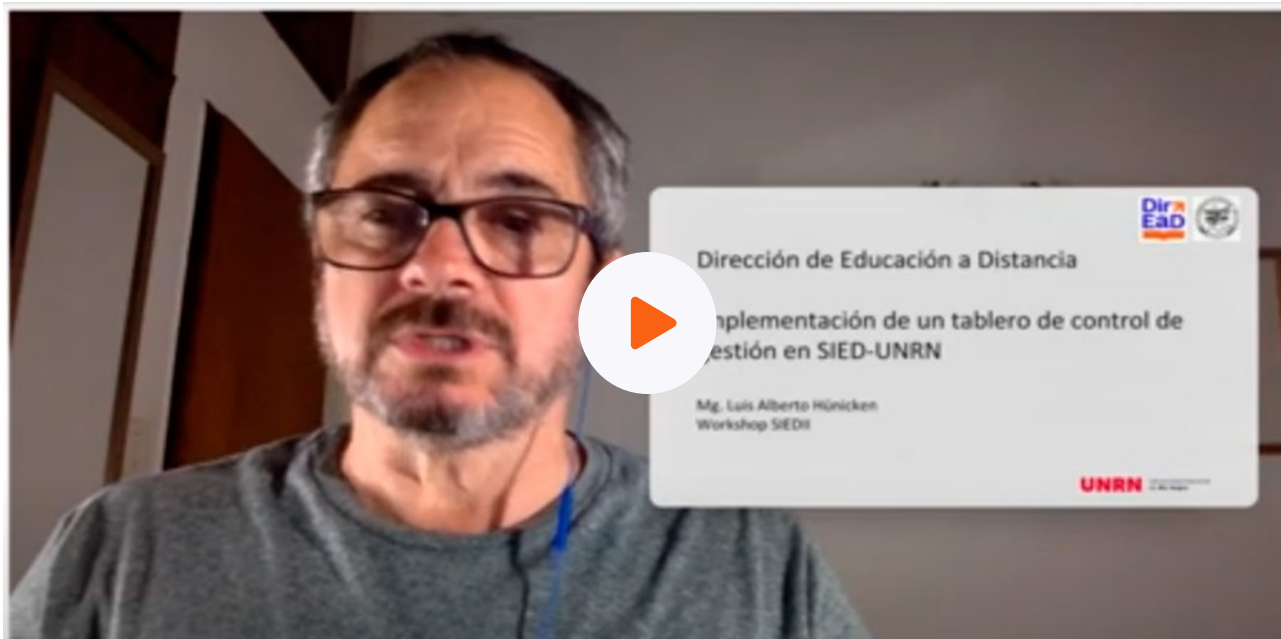 Dir
EaD
Dirección de Educación a Distancia
mplementación de un tablero de control de
estión en SIED-UNRN
Mg. Luis Alberto Hünicken
Workshop SIEDII
UNRN